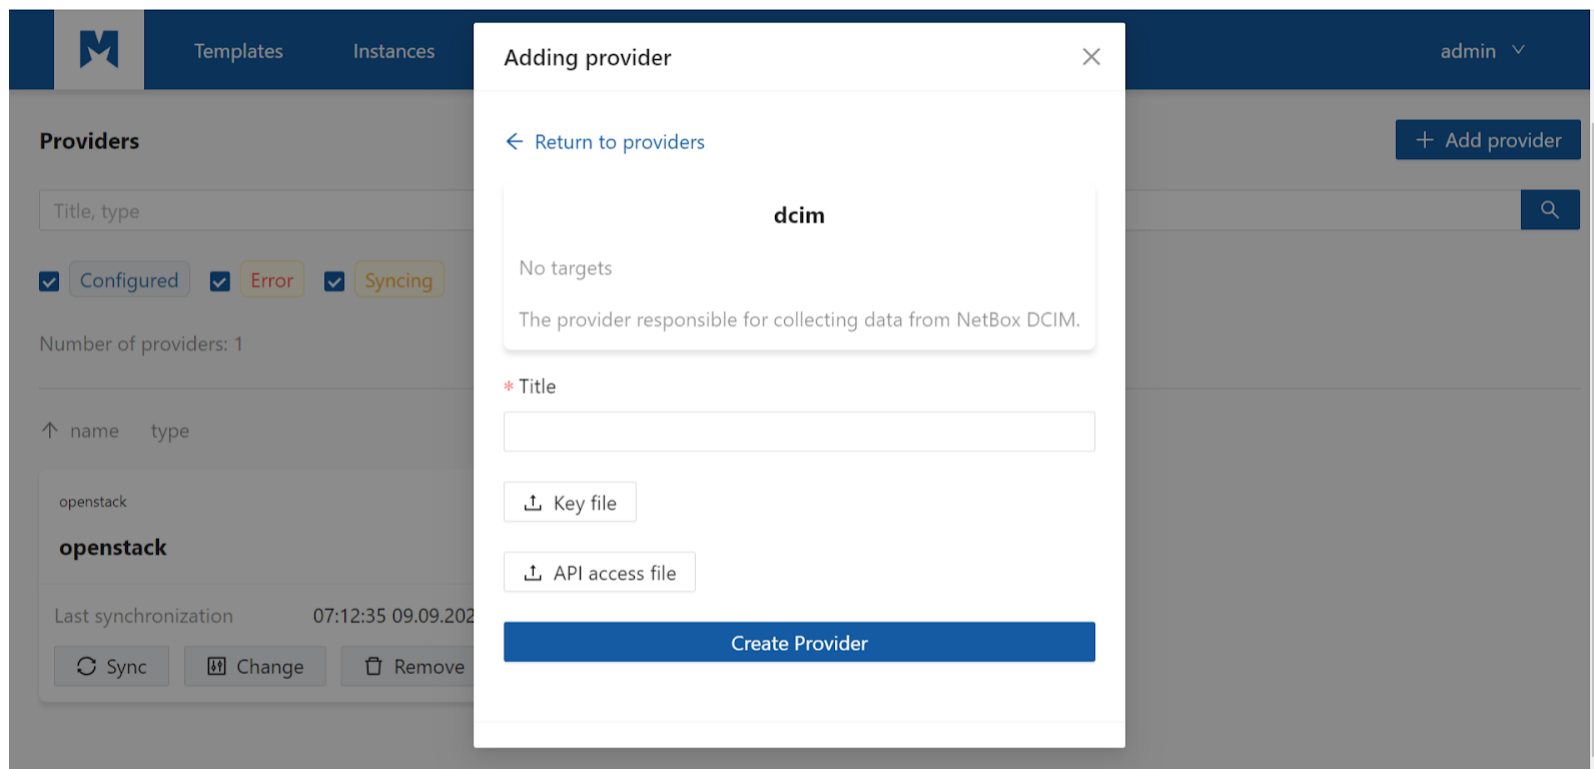 Templates
Instances
admin
Providers
+ Add provider
Title, type
Configured
Error
Syncing
Number of providers: 1
name
type
openstack
openstack
Last synchronization
07:12:35 09.09.202
Sync
Change
Remove
Adding provider
Return to providers
dcim
No targets
The provider responsible for collecting data from NetBox DCIM.
* Title
Key file
API access file
Create Provider